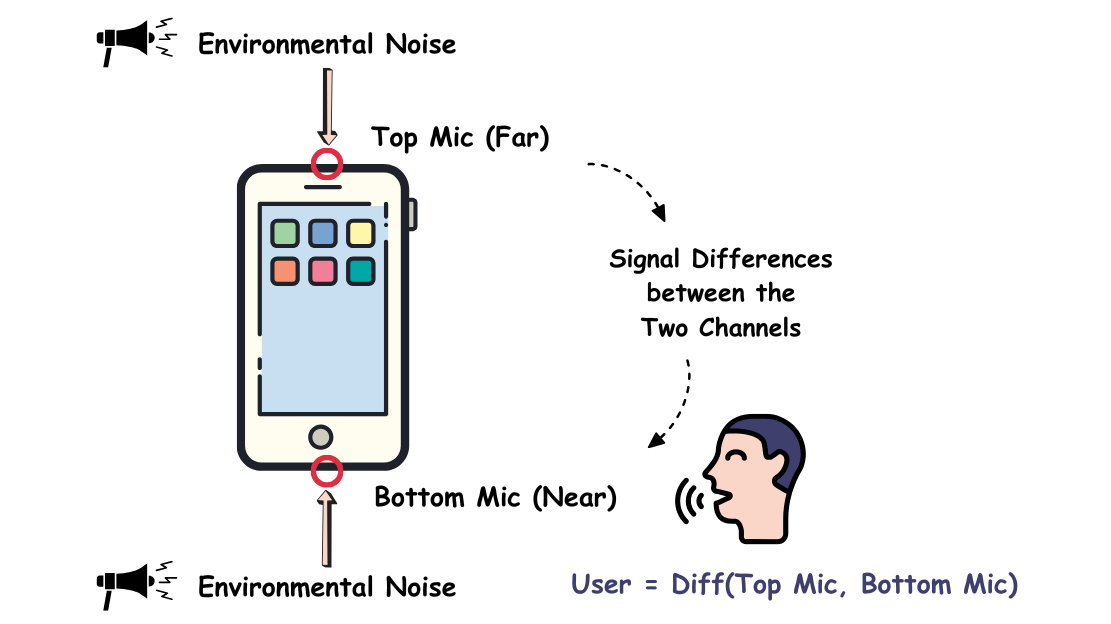 Environmental Noise
Top Mic (Far)
Signal Differences
between the
Two Channels
Bottom Mic (Near)
Environmental Noise
User = Diff(Top Mic, Bottom Mic)